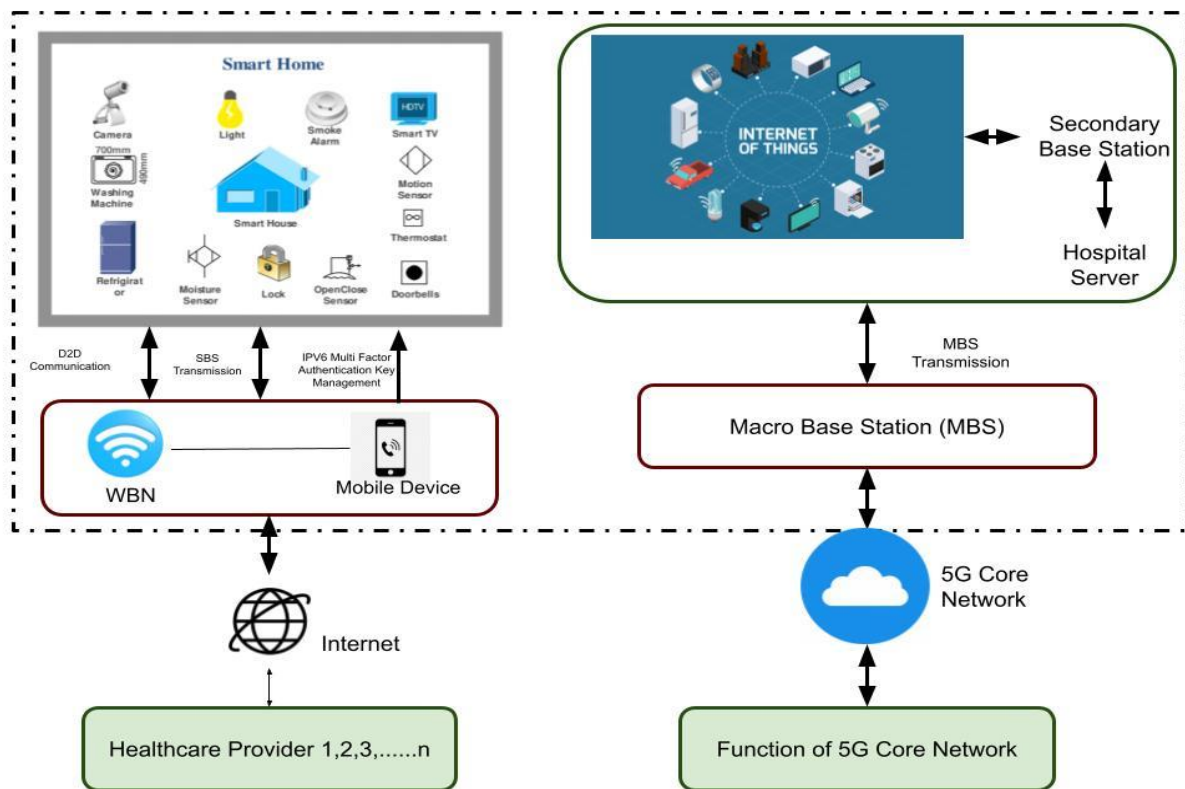 Smart Home
Camera
Light
Smoke
Alarm
HDTV
Smart TV
700mm
490mm
Washing
Machine
Motion
Sensor
Smart House
Thermostat
Refrigirat
or
Moisture
Sensor
Lock
OpenClose
Sensor
Doorbells
D2D
Communication
SBS
Transmission
IPV6 Multi Factor
Authentication Key
Management
WBN
Mobile Device
Internet
Healthcare Provider 1,2,3,......n
INTERNET
OF THINGS
Secondary
Base Station
Hospital
Server
MBS
Transmission
Macro Base Station (MBS)
5G Core
Network
Function of 5G Core Network